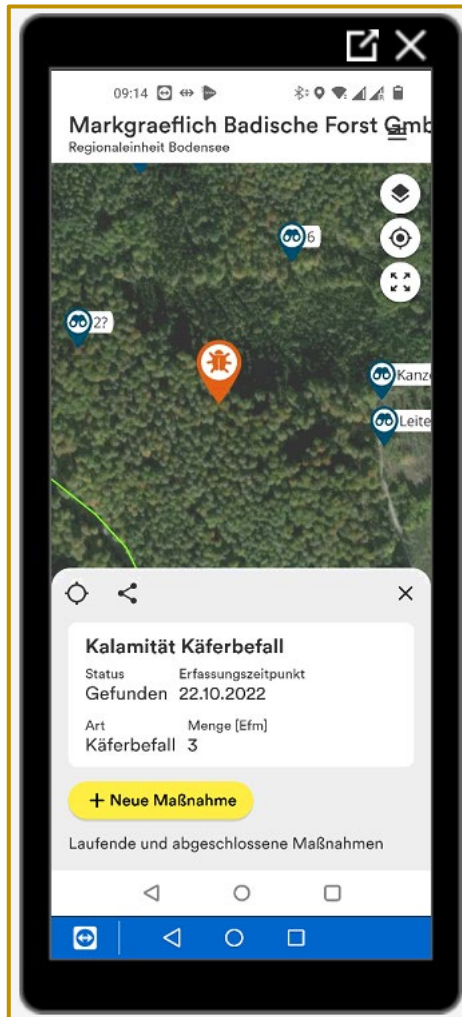 09:14
Markgraeflich Badische Forst Gmb
Regionaleinheit Bodensee
6
2?
Kanz
Leite
Kalamität Käferbefall
Status Erfassungszeitpunkt
Gefunden 22.10.2022
Art Menge [Efm]
Käferbefall 3
+ Neue Maßnahme
Laufende und abgeschlossene Maßnahmen